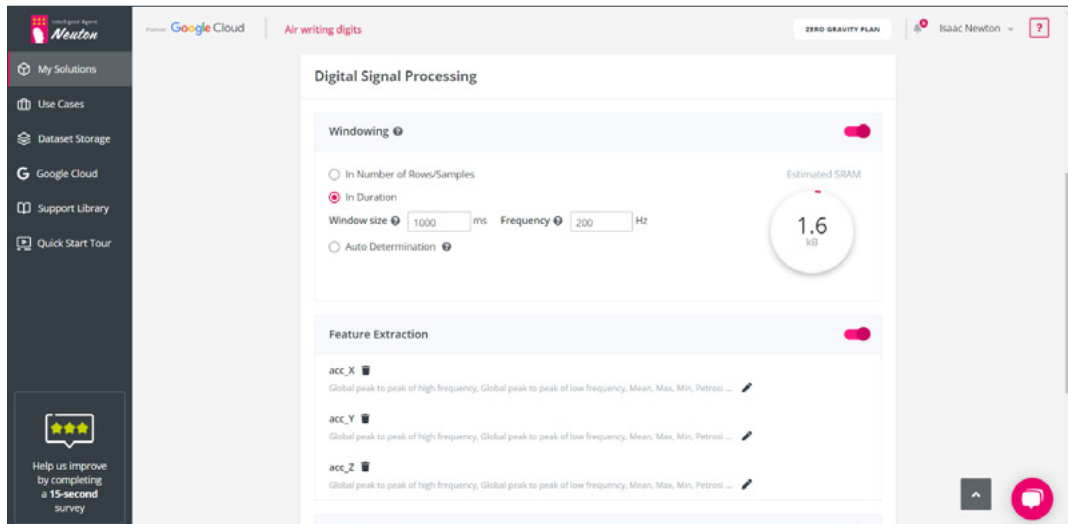 Intelligent Agent
Neuton
Partner Google Cloud
Air writing digits
ZERO GRAVITY PLAN
0
Isaac Newton
?
My Solutions
Use Cases
Dataset Storage
Google Cloud
Support Library
Quick Start Tour
Help us improve
by completing
a 15-second
survey
Digital Signal Processing
Windowing ?
In Number of Rows/Samples
In Duration
Window size ? 1000 ms Frequency ? 200 Hz
Auto Determination ?
Estimated SRAM
1.6
kB
Feature Extraction
acc_X
Global peak to peak of high frequency, Global peak to peak of low frequency, Mean, Max, Min, Petrosi ...
acc_Y
Global peak to peak of high frequency, Global peak to peak of low frequency, Mean, Max, Min, Petrosi ...
acc_Z
Global peak to peak of high frequency, Global peak to peak of low frequency, Mean, Max, Min, Petrosi ...